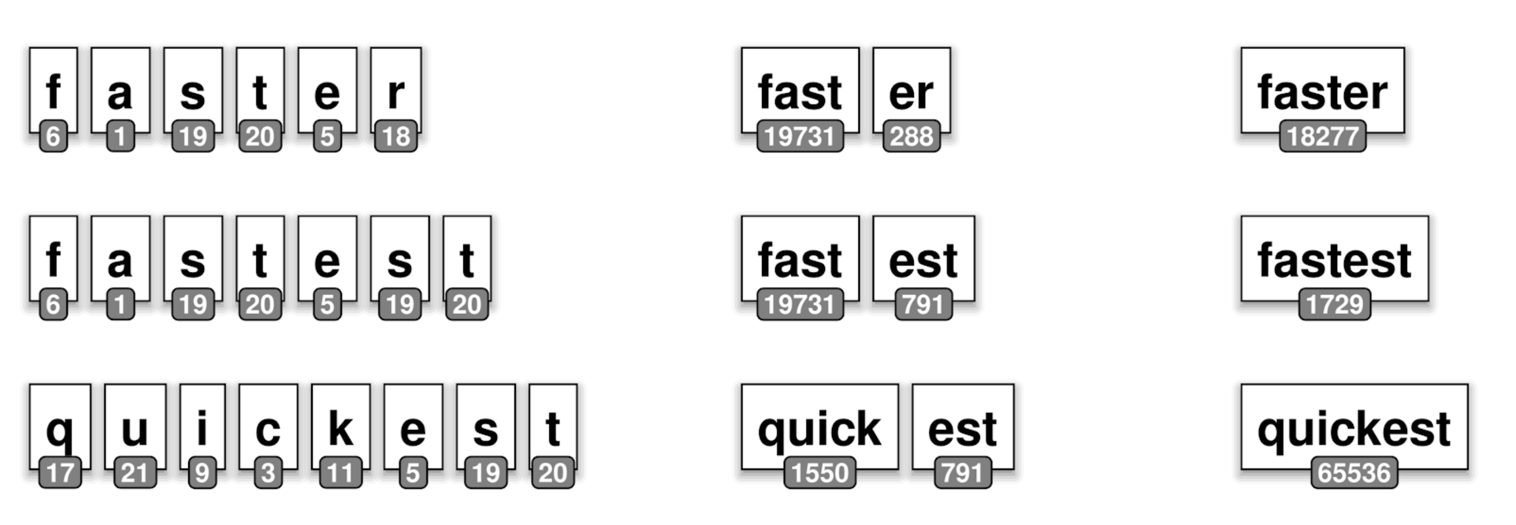 f a s t e r fast er faster
6 1 19 20 5 18 19731 288 18277
f a s t e s t fast est fastest
6 1 19 20 5 19 20 19731 791 1729
q u i c k e s t quick est quickest
17 21 9 3 11 5 19 20 1550 791 65536